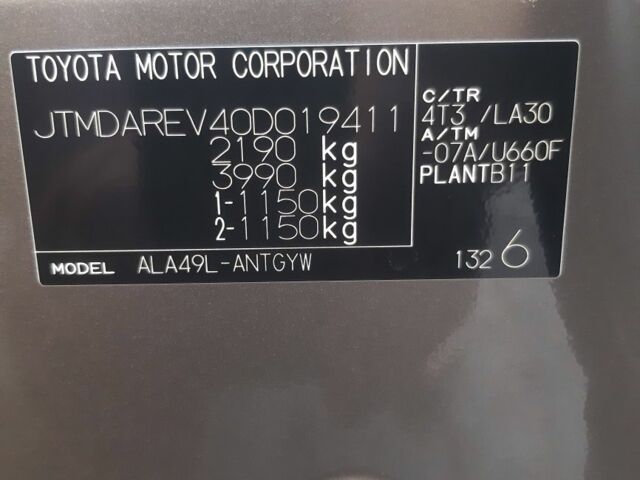 TOYOTA MOTOR CORPORATION
JTMDAREV40D019411
2190 kg
3990 kg
1-1150kg
2-1150kg
C/TR
4T3 /LA30
A/TM
-07A/U660F
PLANTB11
MODEL ALA49L-ANTGYW
132 6